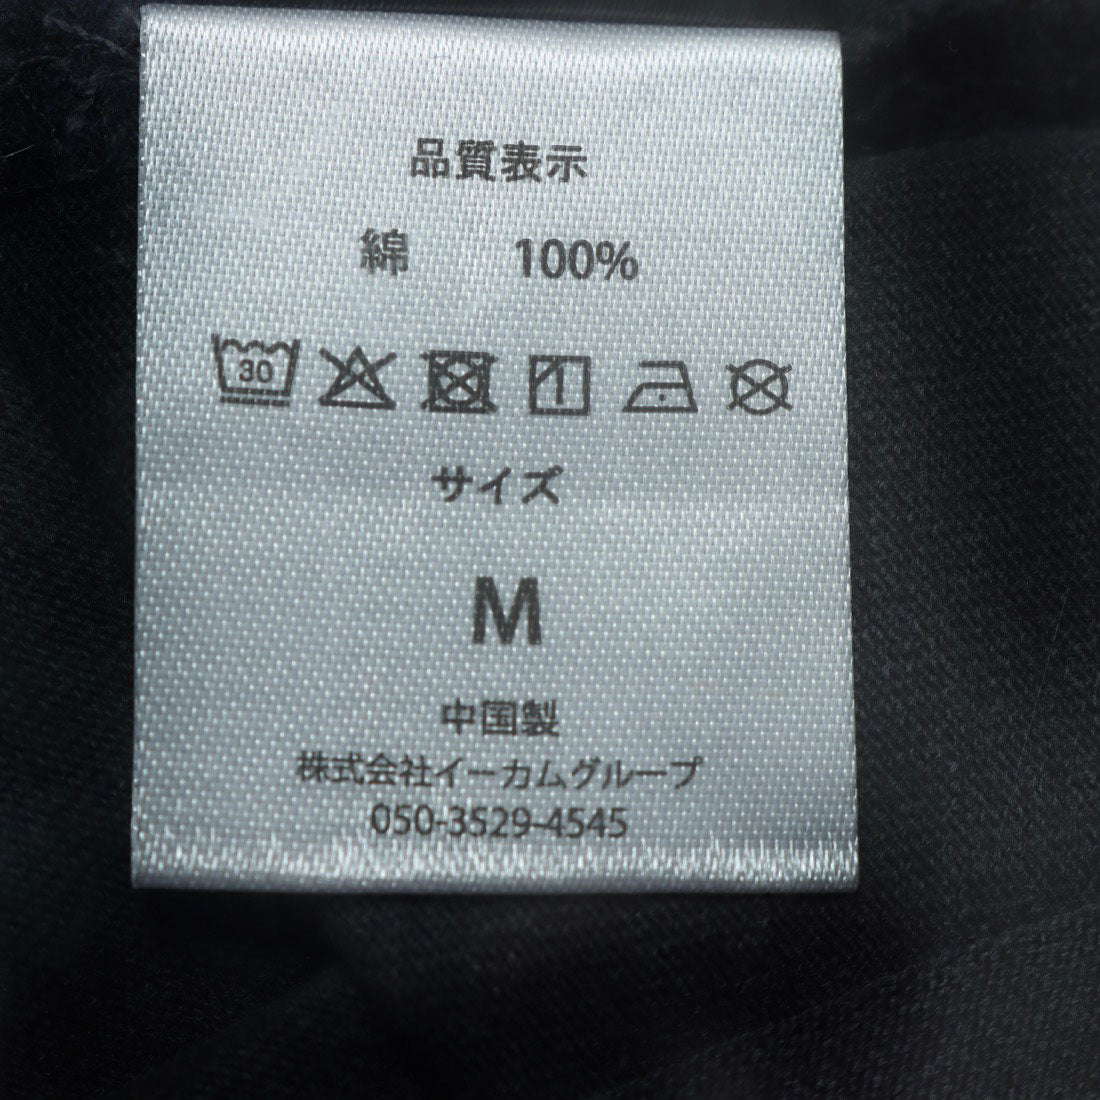 品質表示
綿 100%
30
サイズ
M
中国製
株式会社イーカムグループ
050-3529-4545